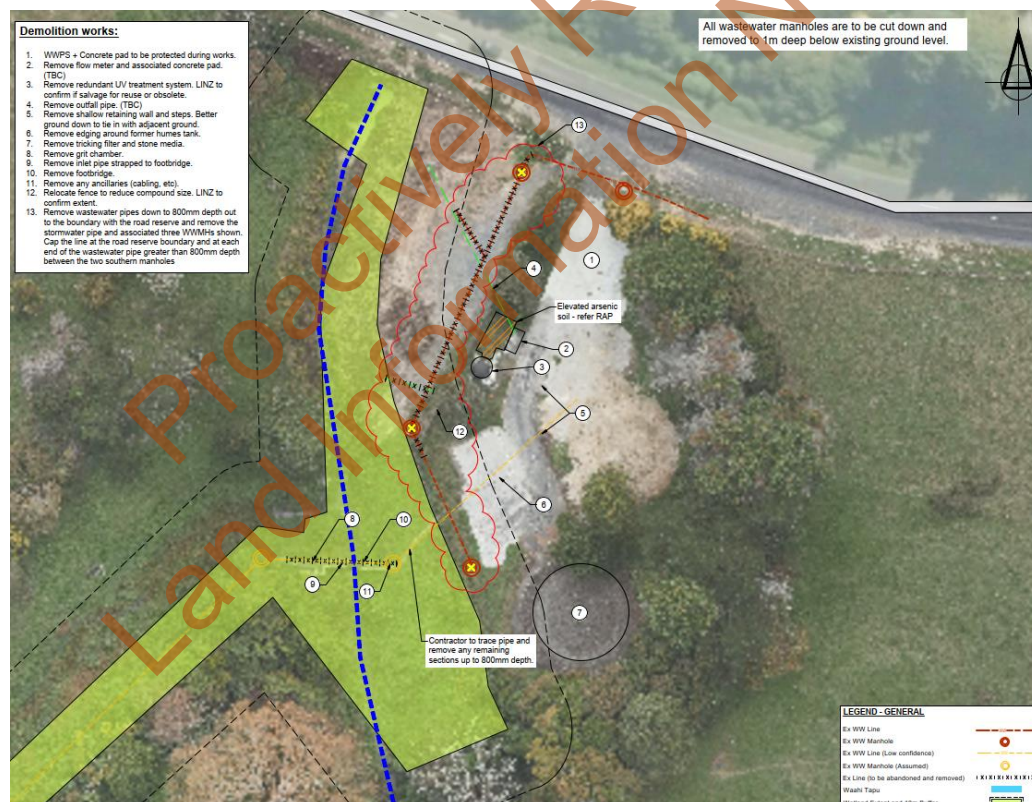 Demolition works:
1. WWPS + Concrete pad to be protected during works.
2. Remove flow meter and associated concrete pad.
(TBC)
3. Remove redundant UV treatment system. LINZ to
confirm if salvage for reuse or obsolete.
4. Remove outfall pipe. (TBC)
5. Remove shallow retaining wall and steps. Better
ground down to tie in with adjacent ground.
6. Remove edging around former humes tank.
7. Remove tricking filter and stone media.
8. Remove grit chamber.
9. Remove inlet pipe strapped to footbridge.
10. Remove footbridge.
11. Remove any ancillaries (cabling, etc).
12. Relocate fence to reduce compound size. LINZ to
confirm extent.
13. Remove wastewater pipes down to 800mm depth out
to the boundary with the road reserve and remove the
stormwater pipe and associated three WWMHs shown.
Cap the line at the road reserve boundary and at each
end of the wastewater pipe greater than 800mm depth
between the two southern manholes
All wastewater manholes are to be cut down and
removed to 1m deep below existing ground level.
13
1
4
Elevated arsenic
soil - refer RAP
2
3
5
12
6
8
10
9
11
7
Contractor to trace pipe and
remove any remaining
sections up to 800mm depth.
Proactively R
Land Information N
LEGEND - GENERAL
Ex WW Line
Ex WW Manhole
Ex WW Line (Low confidence)
Ex WW Manhole (Assumed)
Ex Line (to be abandoned and removed)
Waahi Tapu